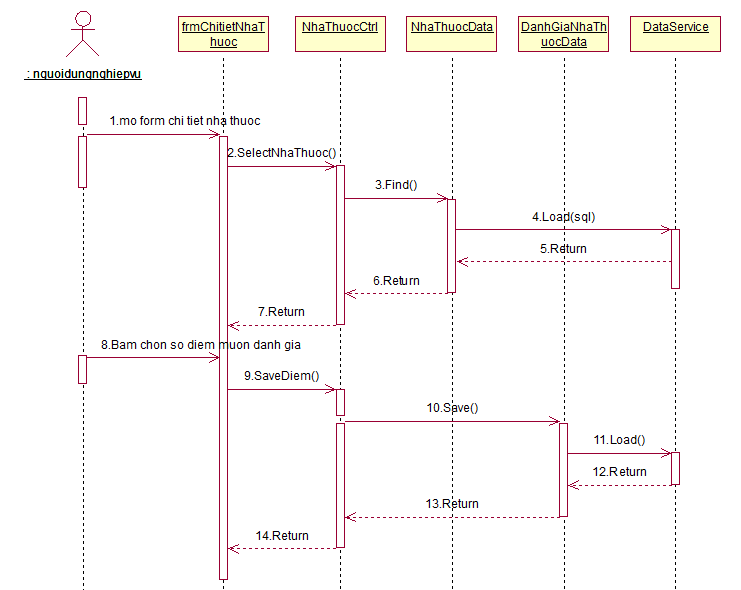 frmChitietNhaT
huoc
NhaThuocCtrl
NhaThuocData
DanhGiaNhaTh
uocData
DataService
: nguoidungnghiepvu
1.mo form chi tiet nha thuoc
2.SelectNhaThuoc()
3.Find()
4.Load(sql)
5.Return
6.Return
7.Return
8.Bam chon so diem muon danh gia
9.SaveDiem()
10.Save()
11.Load()
12.Return
13.Return
14.Return